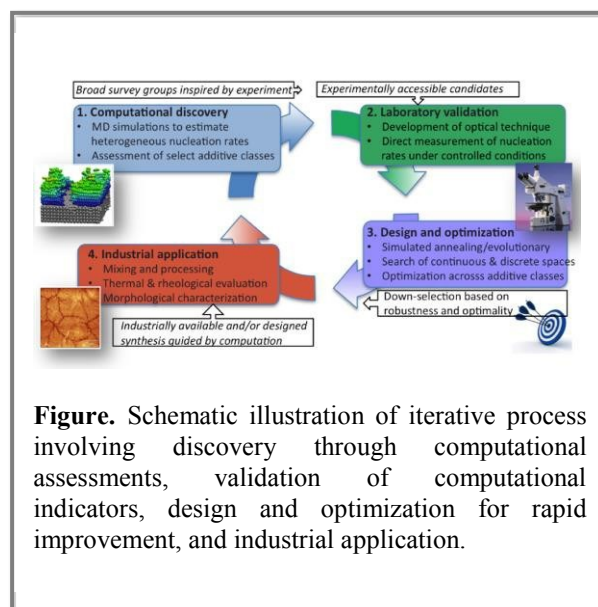 Broad survey groups inspired by experiment
Experimentally accessible candidates
1. Computational discovery
• MD simulations to estimate
heterogeneous nucleation rates
• Assessment of select additive classes
2. Laboratory validation
• Development of optical technique
• Direct measurement of nucleation
rates under controlled conditions
3. Design and optimization
• Simulated annealing/evolutionary
• Search of continuous & discrete spaces
• Optimization acrosss additive classes
4. Industrial application
• Mixing and processing
• Thermal & rheological evaluation
• Morphological characterization
Down-selection based on
robustness and optimality
Industrially available and/or designed
synthesis guided by computation
Figure. Schematic illustration of iterative process
involving discovery through computational
assessments, validation of computational
indicators, design and optimization for rapid
improvement, and industrial application.